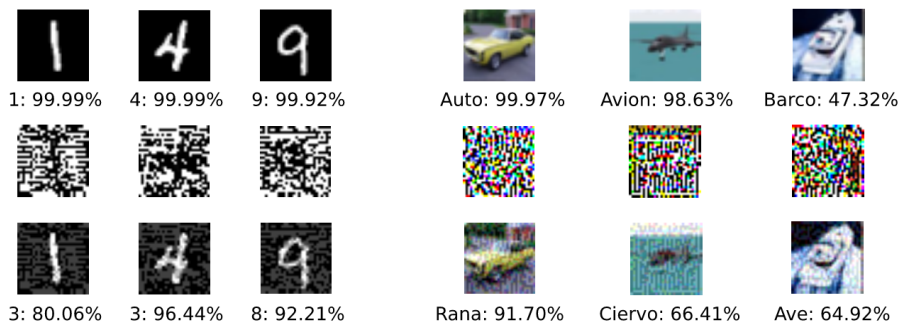 1: 99.99% 4: 99.99% 9: 99.92% Auto: 99.97% Avion: 98.63% Barco: 47.32%
3: 80.06% 3: 96.44% 8: 92.21% Rana: 91.70% Ciervo: 66.41% Ave: 64.92%